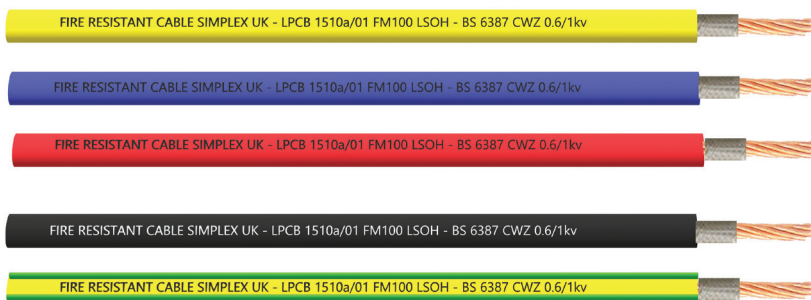 FIRE RESISTANT CABLE SIMPLEX UK - LPCB 1510a/01 FM100 LSOH - BS 6387 CWZ 0.6/1kv
FIRE RESISTANT CABLE SIMPLEX UK - LPCB 1510a/01 FM100 LSOH - BS 6387 CWZ 0.6/1kv
FIRE RESISTANT CABLE SIMPLEX UK - LPCB 1510a/01 FM100 LSOH - BS 6387 CWZ 0.6/1kv
FIRE RESISTANT CABLE SIMPLEX UK - LPCB 1510a/01 FM100 LSOH - BS 6387 CWZ 0.6/1kv
FIRE RESISTANT CABLE SIMPLEX UK - LPCB 1510a/01 FM100 LSOH - BS 6387 CWZ 0.6/1kv